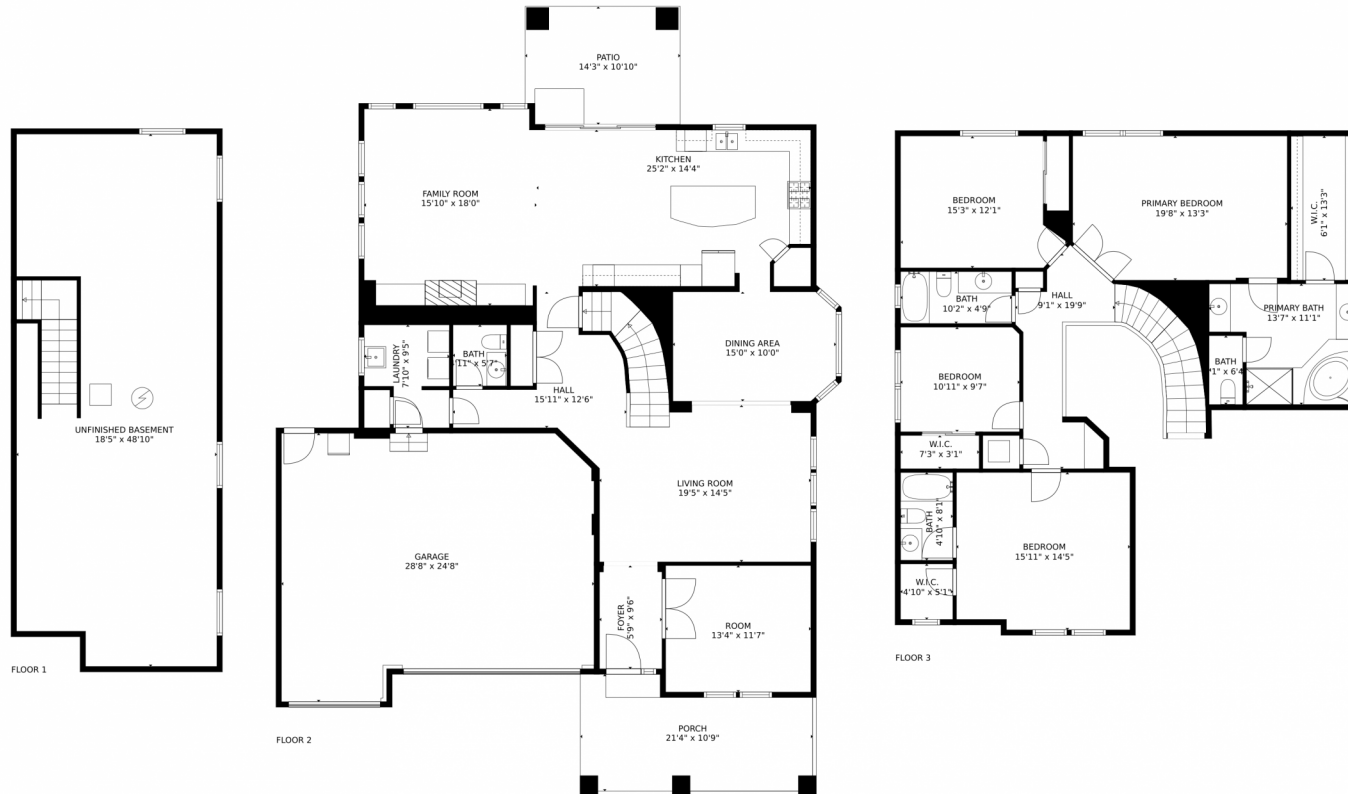 UNFINISHED BASEMENT
18'5" x 48'10"
FLOOR 1
PATIO
14'3" x 10'10"
KITCHEN
25'2" x 14'4"
FAMILY ROOM
15'10" x 18'0"
DINING AREA
15'0" x 10'0"
LAUNDRY
7'10" x 9'5"
BATH
x 5'7"
HALL
15'11" x 12'6"
LIVING ROOM
19'5" x 14'5"
GARAGE
28'8" x 24'8"
FOYER
5'9" x 9'6"
ROOM
13'4" x 11'7"
PORCH
21'4" x 10'9"
FLOOR 2
BEDROOM
15'3" x 12'1"
PRIMARY BEDROOM
19'8" x 13'3"
W.I.C.
6'1" x 13'3"
BATH
10'2" x 4'9"
HALL
9'1" x 19'9"
PRIMARY BATH
13'7" x 11'1"
BATH
BEDROOM
10'11" x 9'7"
W.I.C.
7'3" x 3'1"
BATH
4'10" x 8'1"
BEDROOM
15'11" x 14'5"
W.I.C.
4'10" x 5'1"
FLOOR 3